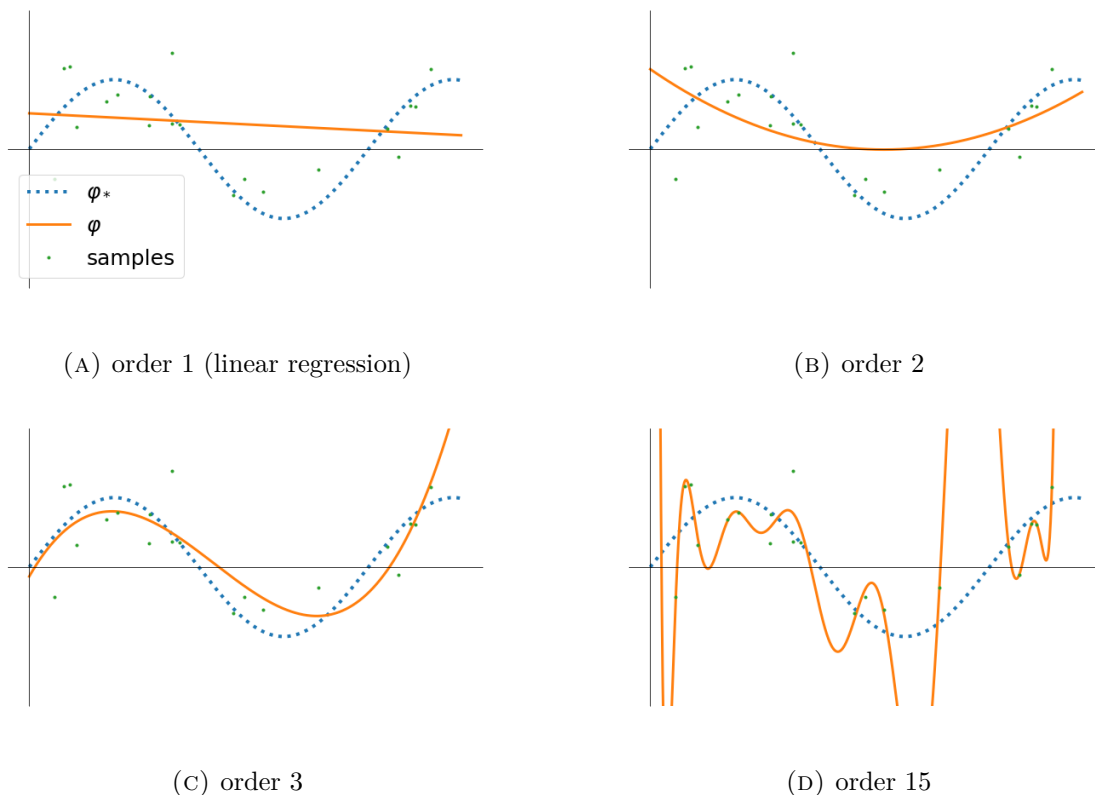 φ*
φ
samples
(A) order 1 (linear regression)
(B) order 2
(C) order 3
(D) order 15